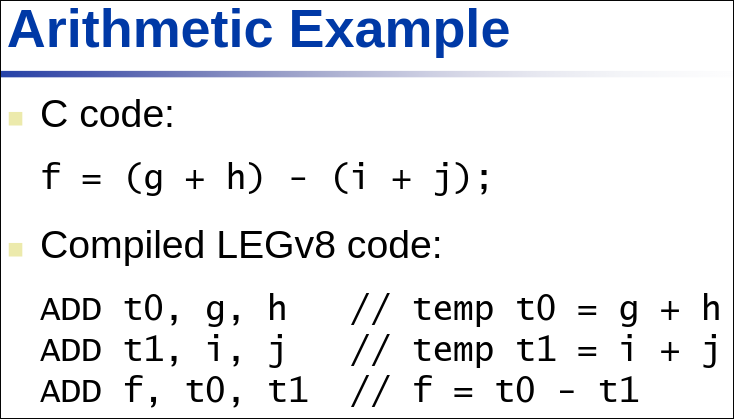 Arithmetic Example
C code:
f = (g + h) - (i + j);
Compiled LEGv8 code:
ADD t0, g, h // temp t0 = g + h
ADD t1, i, j // temp t1 = i + j
ADD f, t0, t1 // f = t0 - t1